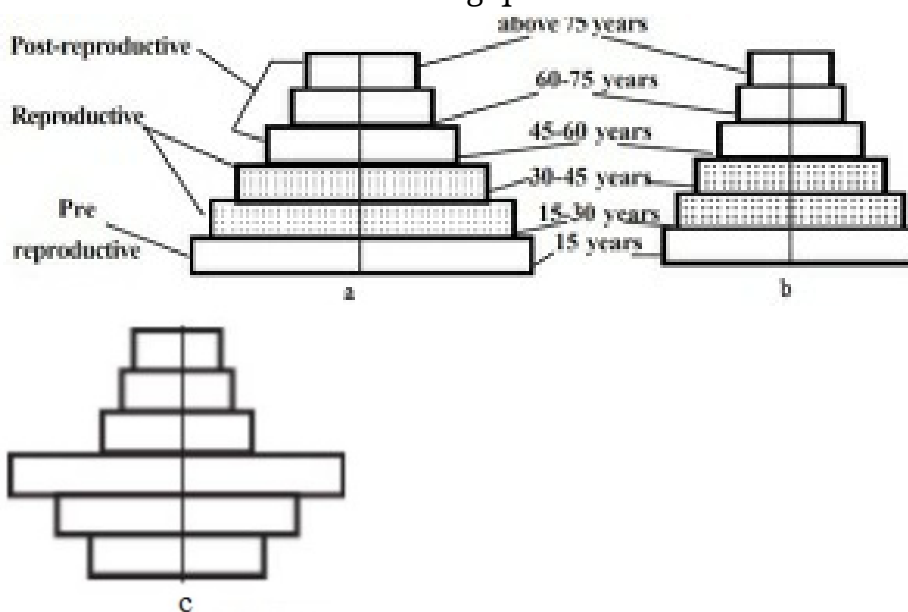 above 75 years
Post-reproductive
60-75 years
Reproductive
45-60 years
30-45 years
Pre
reproductive
15-30 years
15 years
a
b
c